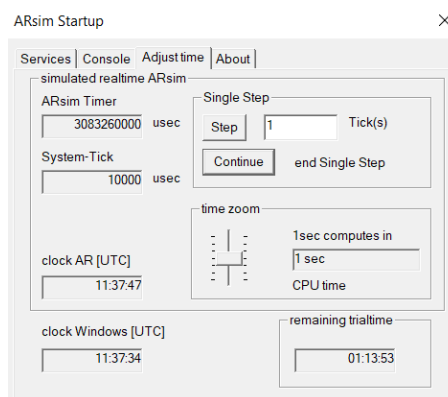 ARsim Startup
Services Console Adjust time About
simulated realtime ARsim
ARsim Timer
3083260000 usec
System-Tick
10000 usec
Single Step
Step 1 Tick(s)
Continue end Single Step
time zoom
1sec computes in
1 sec
CPU time
clock AR [UTC]
11:37:47
clock Windows [UTC]
11:37:34
remaining trialtime
01:13:53